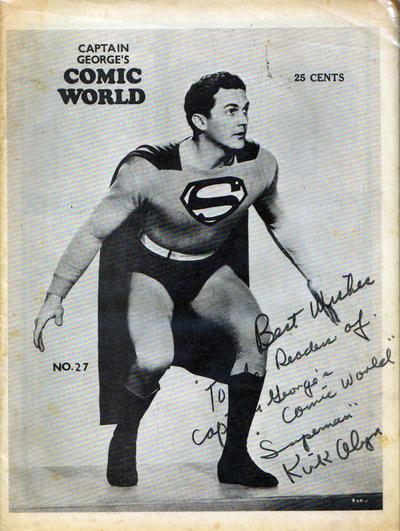 CAPTAIN
GEORGE'S
COMIC
WORLD
25 CENTS
S
NO.27
Best Wishes
"To the Readers of
Captain George's
Comic World"
"Superman"
Kirk Alyn